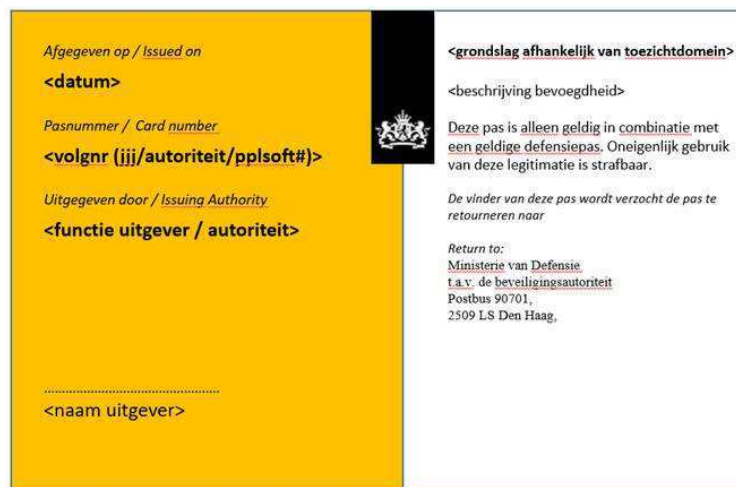 Afgegeven op / Issued on
<datum>
Pasnummer / Card number
<volgnr (jjj/autoriteit/pplsoft#)>
Uitgegeven door / Issuing Authority
<functie uitgever / autoriteit>
................................................
<naam uitgever>
<grondslag afhankelijk van toezichtdomein>
<beschrijving bevoegdheid>
Deze pas is alleen geldig in combinatie met
een geldige defensiepas. Oneigenlijk gebruik
van deze legitimatie is strafbaar.
De vinder van deze pas wordt verzocht de pas te
retourneren naar
Return to:
Ministerie van Defensie
t.a.v. de beveiligingsautoriteit
Postbus 90701,
2509 LS Den Haag,